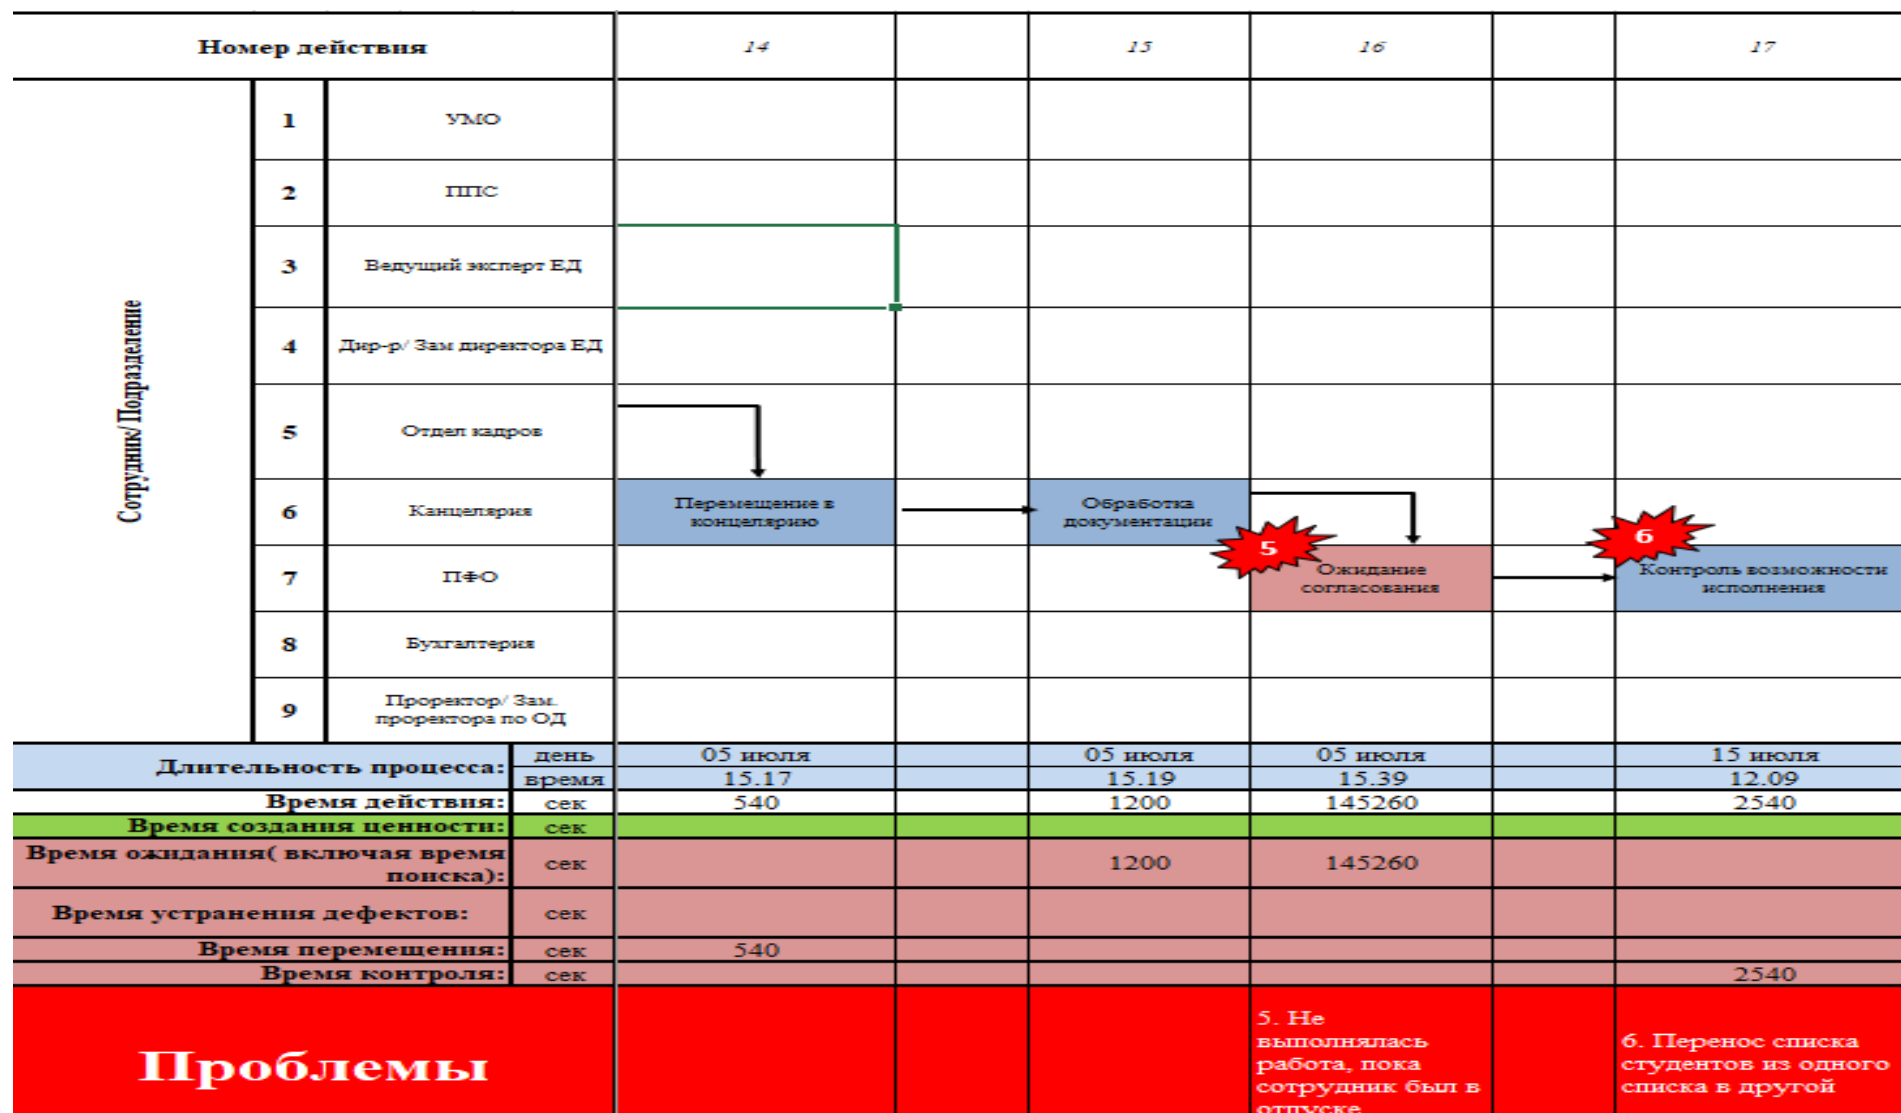 Номер действия 14 15 16 17
Сотрудник/Подразделение
1 УМО
2 ППС
3 Ведущий эксперт ЕД
4 Дир-р/ Зам директора ЕД
5 Отдел кадров
6 Канцелярия
Перемещение в
концелярию
Обработка
документации
7 ПФО
5
Ожидание
согласования
6
Контроль возможности
исполнения
8 Бухгалтерия
9 Проректор/ Зам.
проректора по ОД
Длительность процесса: день 05 июля 05 июля 05 июля 15 июля
время 15.17 15.19 15.39 12.09
Время действия: сек 540 1200 145260 2540
Время создания ценности: сек
Время ожидания( включая время
поиска): сек 1200 145260
Время устранения дефектов: сек
Время перемещения: сек 540
Время контроля: сек 2540
Проблемы
5. Не
выполнялась
работа, пока
сотрудник был в
отпуске
6. Перенос списка
студентов из одного
списка в другой